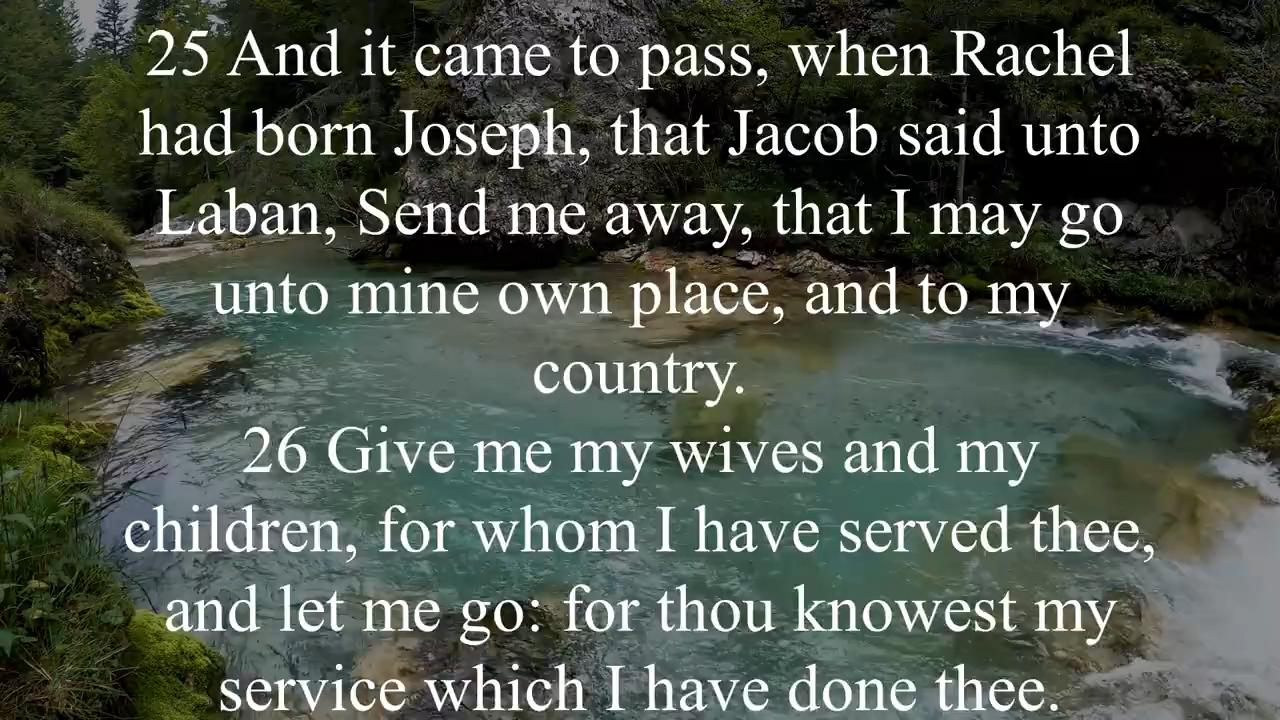 25 And it came to pass, when Rachel
had born Joseph, that Jacob said unto
Laban, Send me away, that I may go
unto mine own place, and to my
country.
26 Give me my wives and my
children, for whom I have served thee,
and let me go: for thou knowest my
service which I have done thee.